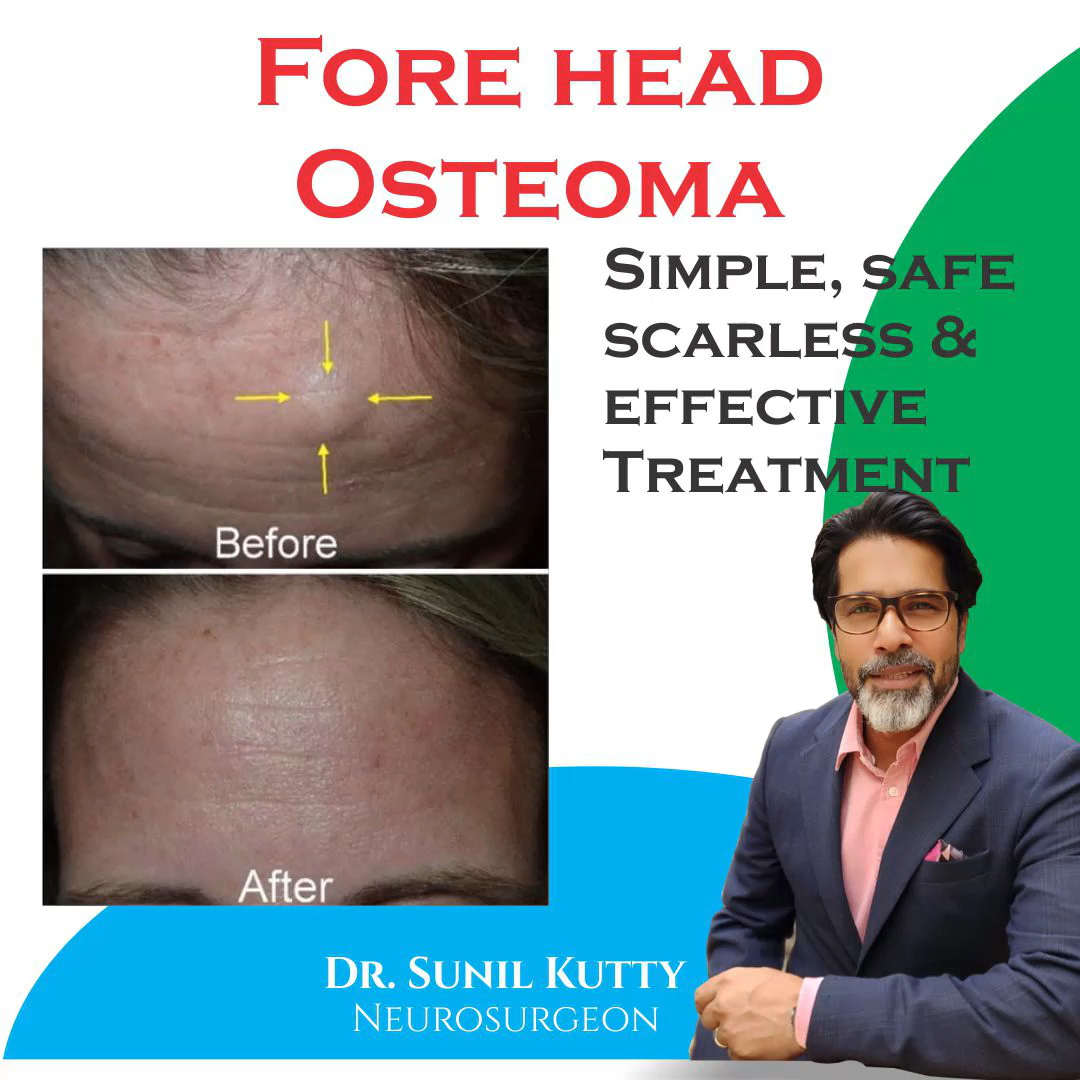 FORE HEAD
OSTEOMA
SIMPLE, SAFE
SCARLESS &
EFFECTIVE
TREATMENT
Before
After
DR. SUNIL KUTTY
NEUROSURGEON